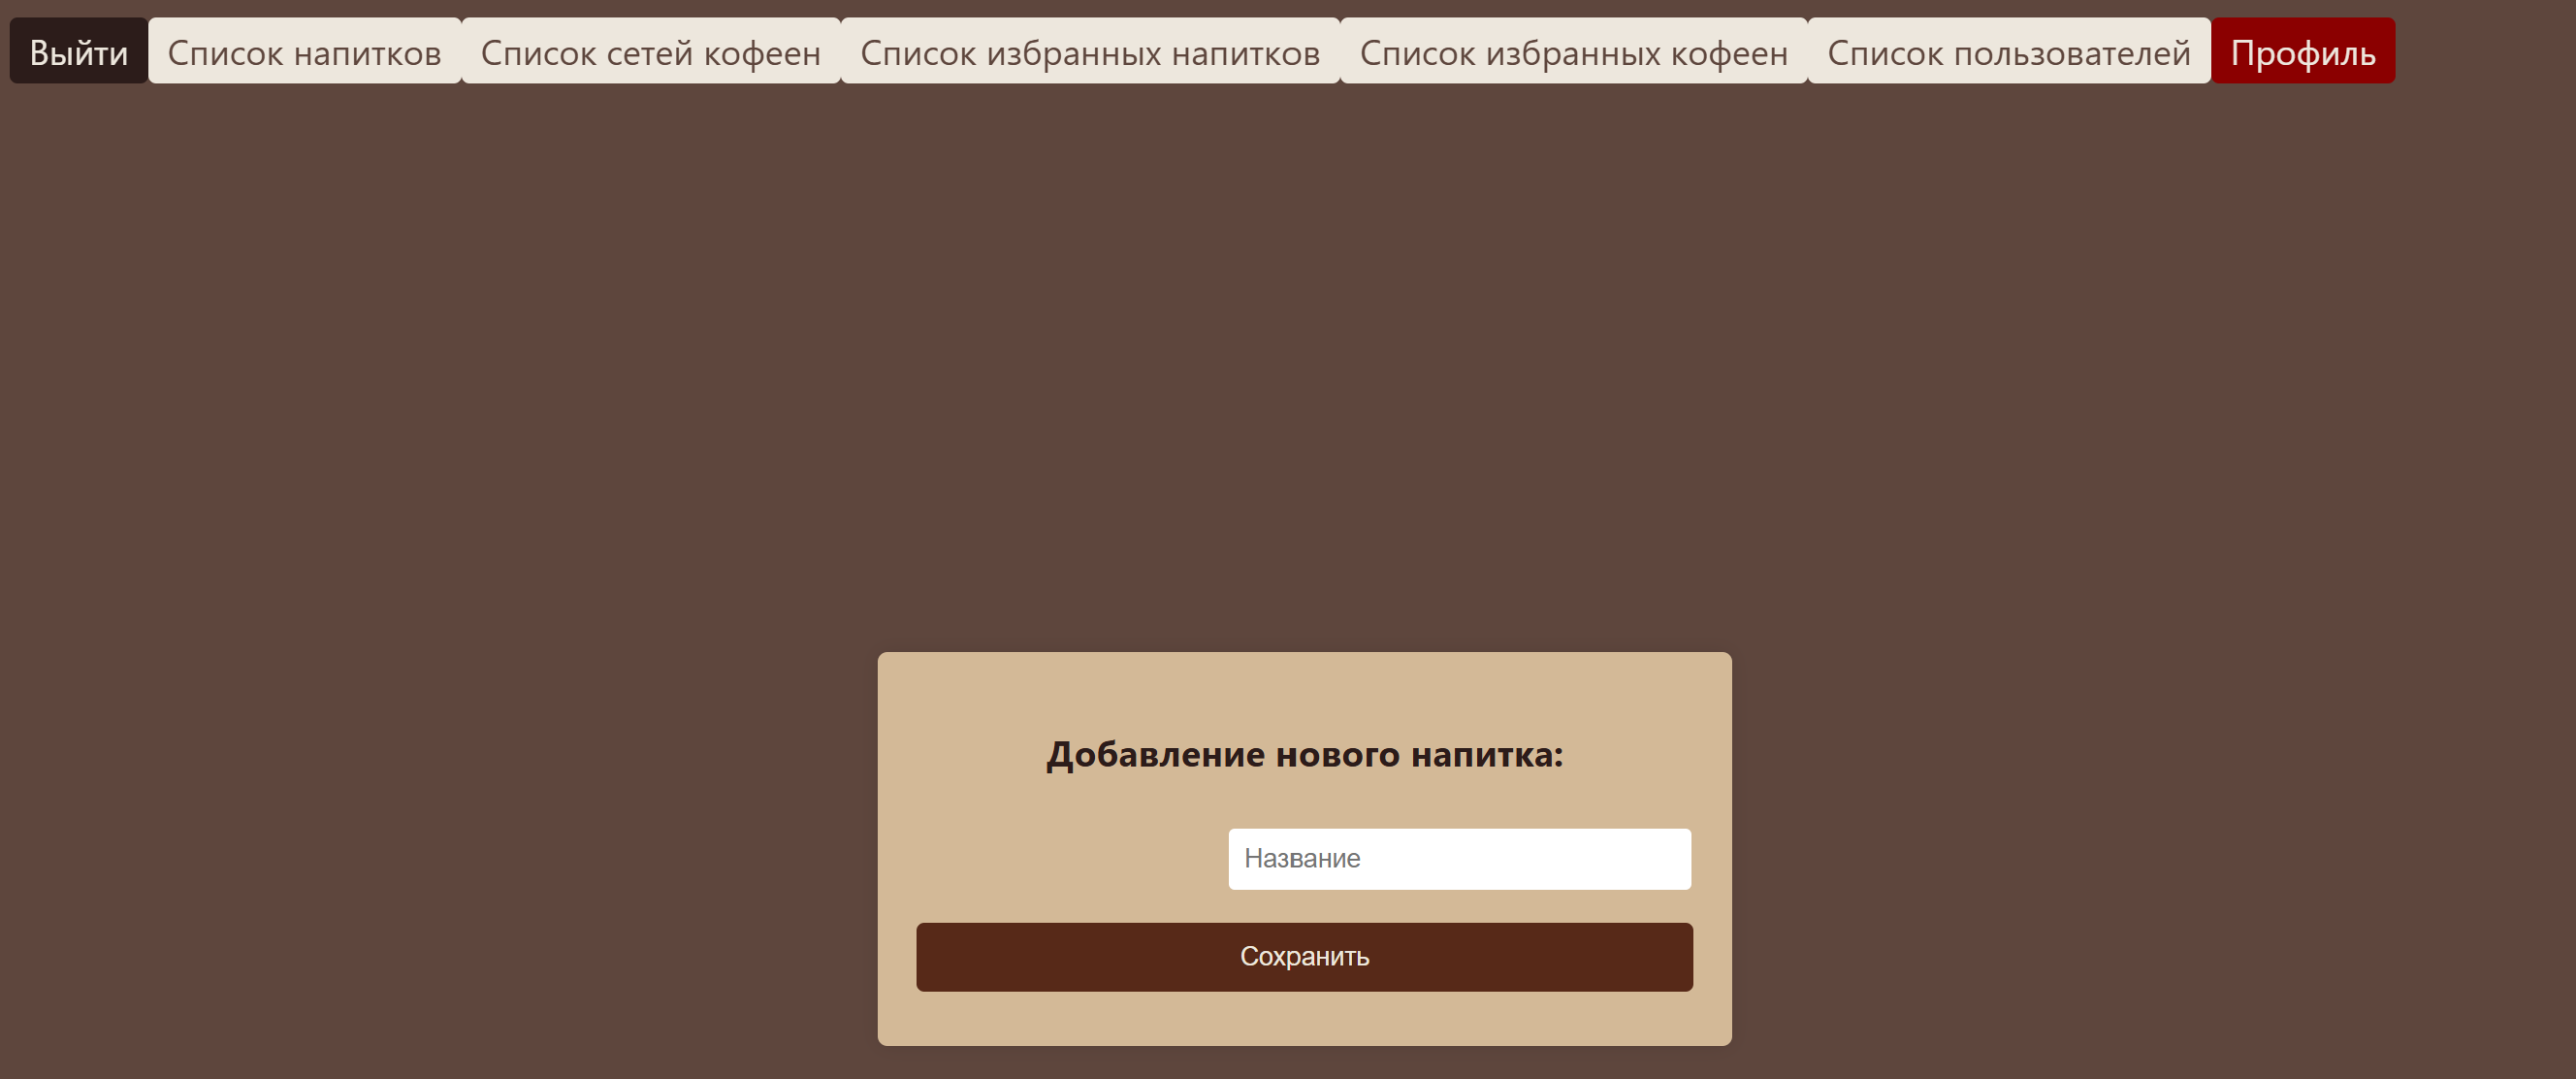 Выйти Список напитков Список сетей кофеен Список избранных напитков Список избранных кофеен Список пользователей Профиль
Добавление нового напитка:
Название
Сохранить